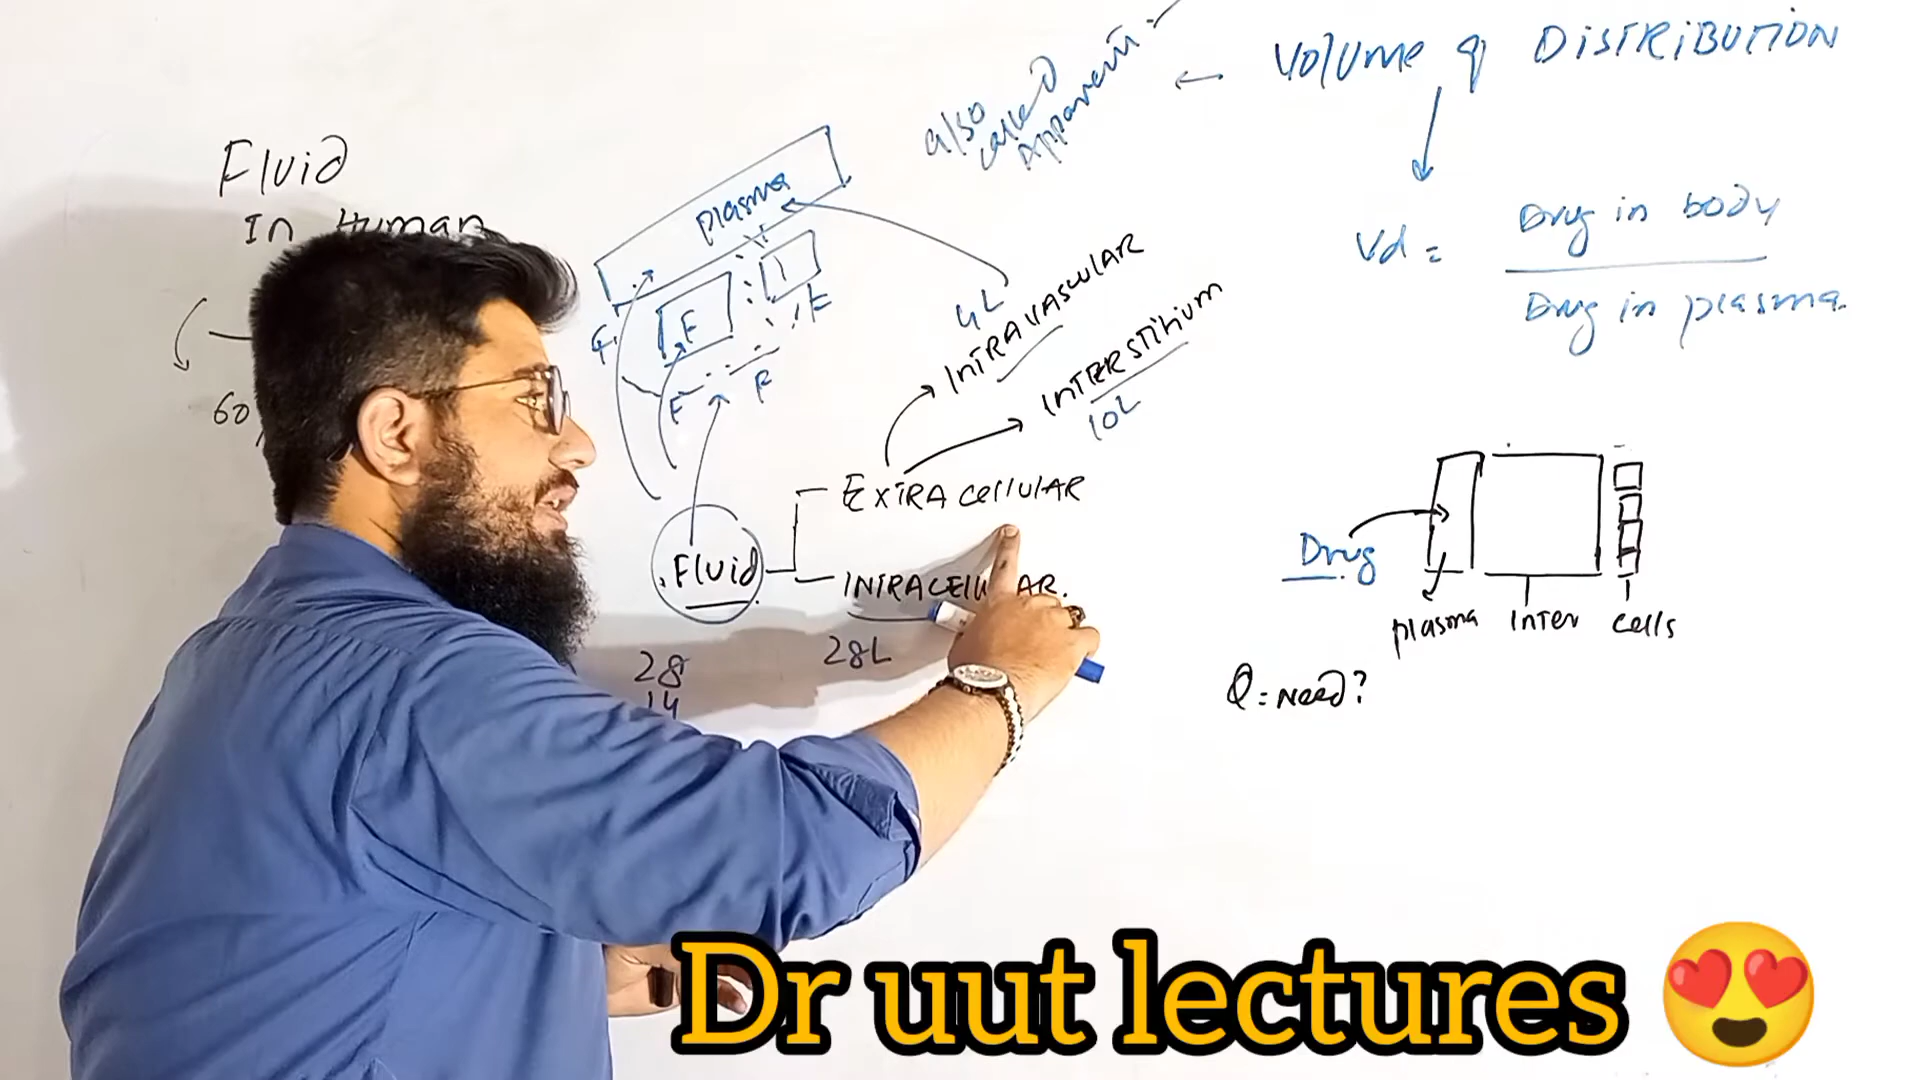 VOLUME of DISTRIBUTION
also
called
Apparent
Vd = Drug in body
Drug in plasma.
Fluid
In Human
60
plasma
F
F
F
4L
INTRAVASCULAR
INTERSTITIUM
10L
EXTRACELLULAR
Fluid
INTRACELLULAR.
28L
28
14
Drug
plasma Inter cells
Q = Need?
Dr uut lectures 😍